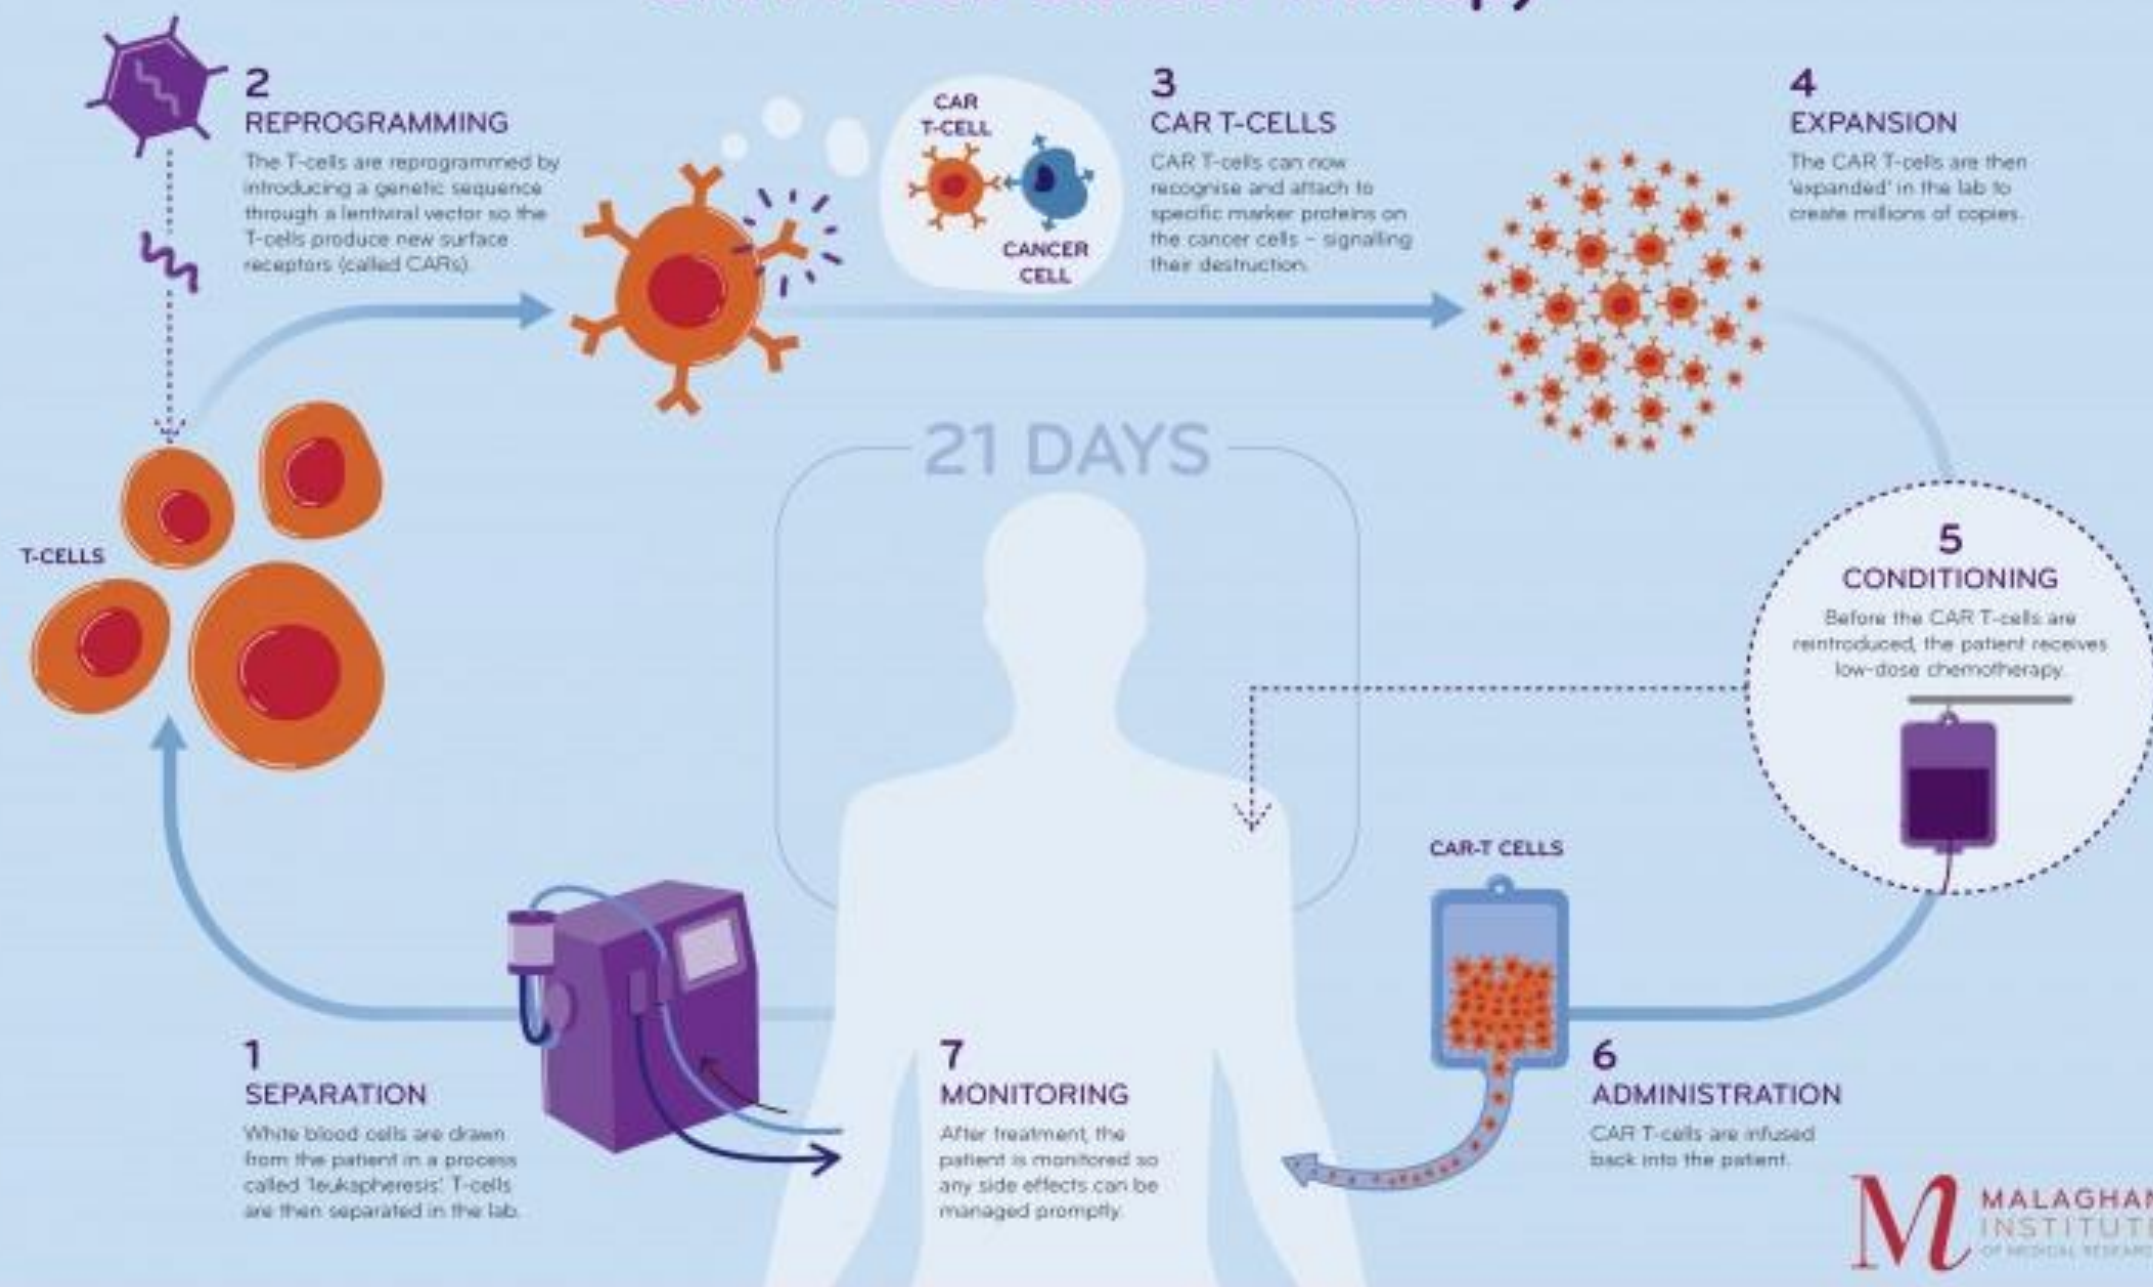 2
REPROGRAMMING
The T-cells are reprogrammed by
introducing a genetic sequence
through a lentiviral vector so the
T-cells produce new surface
receptors (called CARs).
CAR
T-CELL
CANCER
CELL
3
CAR T-CELLS
CAR T-cells can now
recognise and attach to
specific marker proteins on
the cancer cells – signalling
their destruction.
4
EXPANSION
The CAR T-cells are then
'expanded' in the lab to
create millions of copies.
21 DAYS
T-CELLS
5
CONDITIONING
Before the CAR T-cells are
reintroduced, the patient receives
low-dose chemotherapy.
CAR-T CELLS
1
SEPARATION
White blood cells are drawn
from the patient in a process
called 'leukapheresis'. T-cells
are then separated in the lab.
7
MONITORING
After treatment, the
patient is monitored so
any side effects can be
managed promptly.
6
ADMINISTRATION
CAR T-cells are infused
back into the patient.
M
MALAGHAN
INSTITUTE
OF MEDICAL